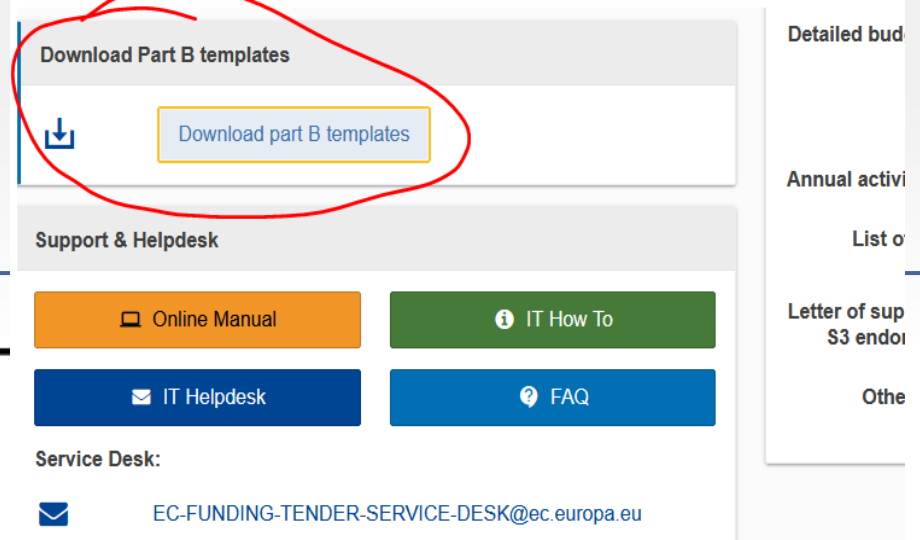 Download Part B templates
Download part B templates
Support & Helpdesk
Online Manual
IT How To
IT Helpdesk
FAQ
Service Desk:
EC-FUNDING-TENDER-SERVICE-DESK@ec.europa.eu
Detailed bud
Annual activi
List o
Letter of sup
S3 endor
Othe